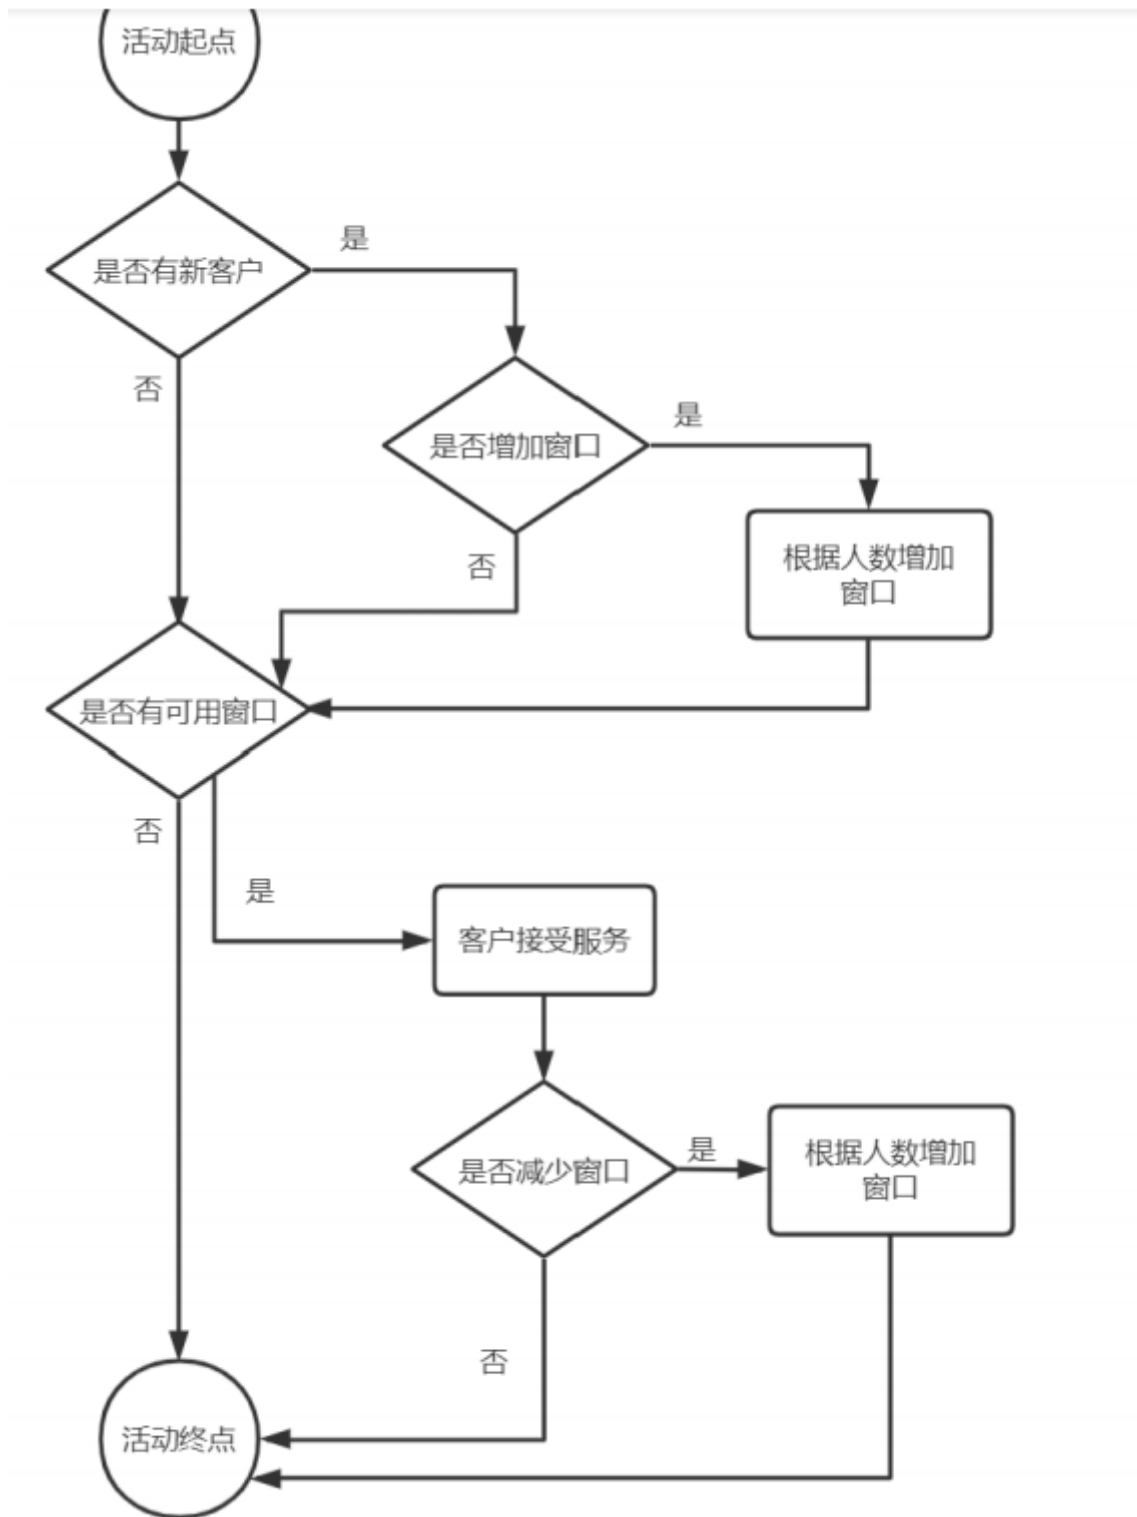 活动起点
是
是否有新客户
否
是
是否增加窗口
根据人数增加
窗口
否
是否有可用窗口
否
是
客户接受服务
是
是否减少窗口
根据人数增加
窗口
否
活动终点